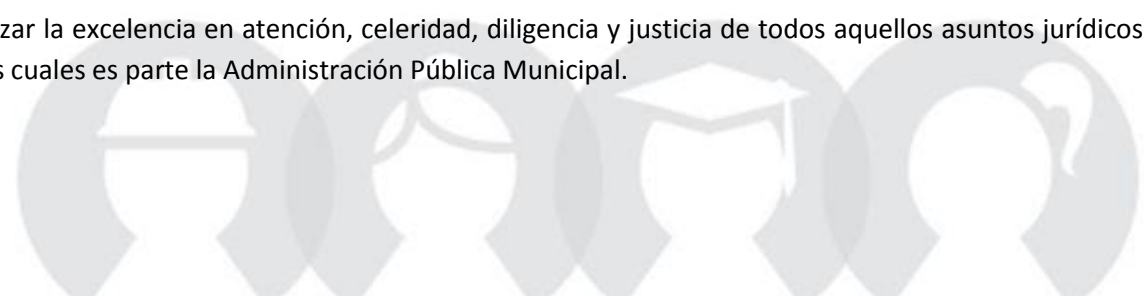 zar la excelencia en atención, celeridad, diligencia y justicia de todos aquellos asuntos jurídicos
s cuales es parte la Administración Pública Municipal.